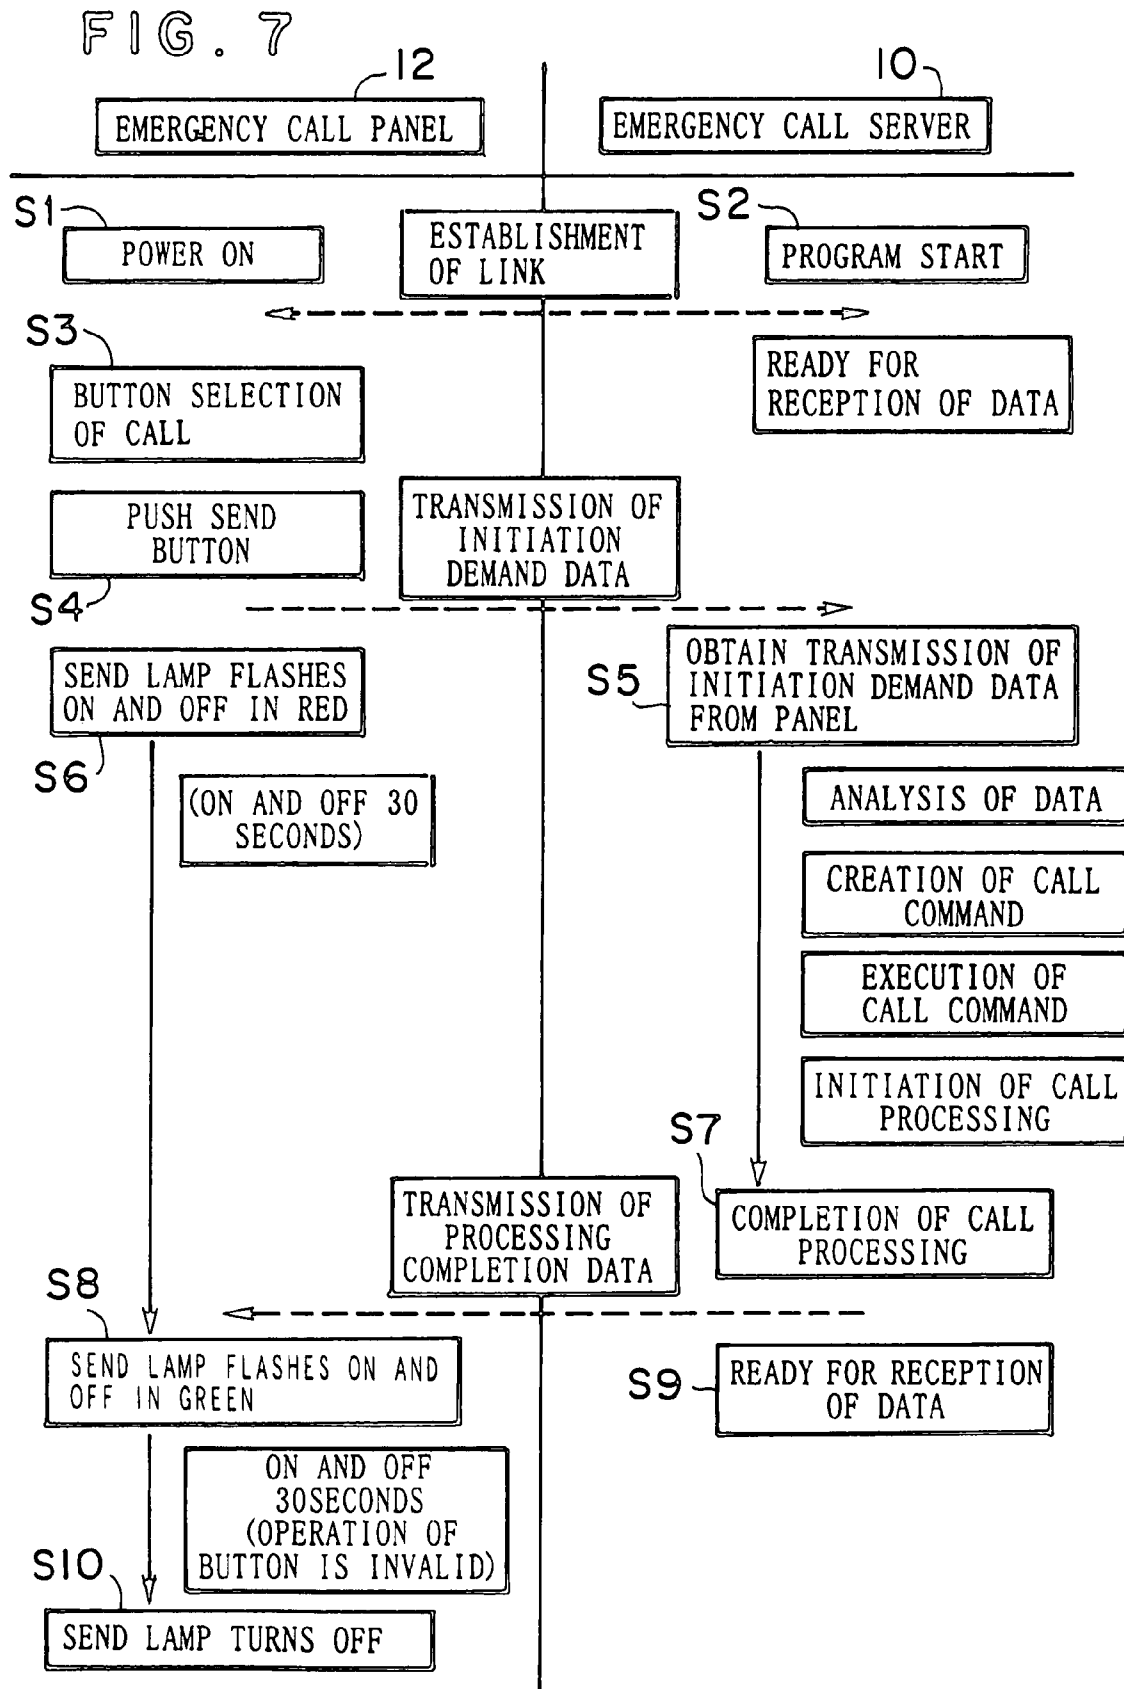 FIG. 7
12
10
EMERGENCY CALL PANEL
EMERGENCY CALL SERVER
S1
POWER ON
ESTABLISHMENT
OF LINK
S2
PROGRAM START
S3
BUTTON SELECTION
OF CALL
READY FOR
RECEPTION OF DATA
PUSH SEND
BUTTON
S4
TRANSMISSION OF
INITIATION
DEMAND DATA
SEND LAMP FLASHES
ON AND OFF IN RED
S6
S5
OBTAIN TRANSMISSION OF
INITIATION DEMAND DATA
FROM PANEL
(ON AND OFF 30
SECONDS)
ANALYSIS OF DATA
CREATION OF CALL
COMMAND
EXECUTION OF
CALL COMMAND
INITIATION OF CALL
PROCESSING
S7
TRANSMISSION OF
PROCESSING
COMPLETION DATA
COMPLETION OF CALL
PROCESSING
S8
SEND LAMP FLASHES ON AND
OFF IN GREEN
S9
READY FOR RECEPTION
OF DATA
ON AND OFF
30SECONDS
(OPERATION OF
BUTTON IS INVALID)
S10
SEND LAMP TURNS OFF